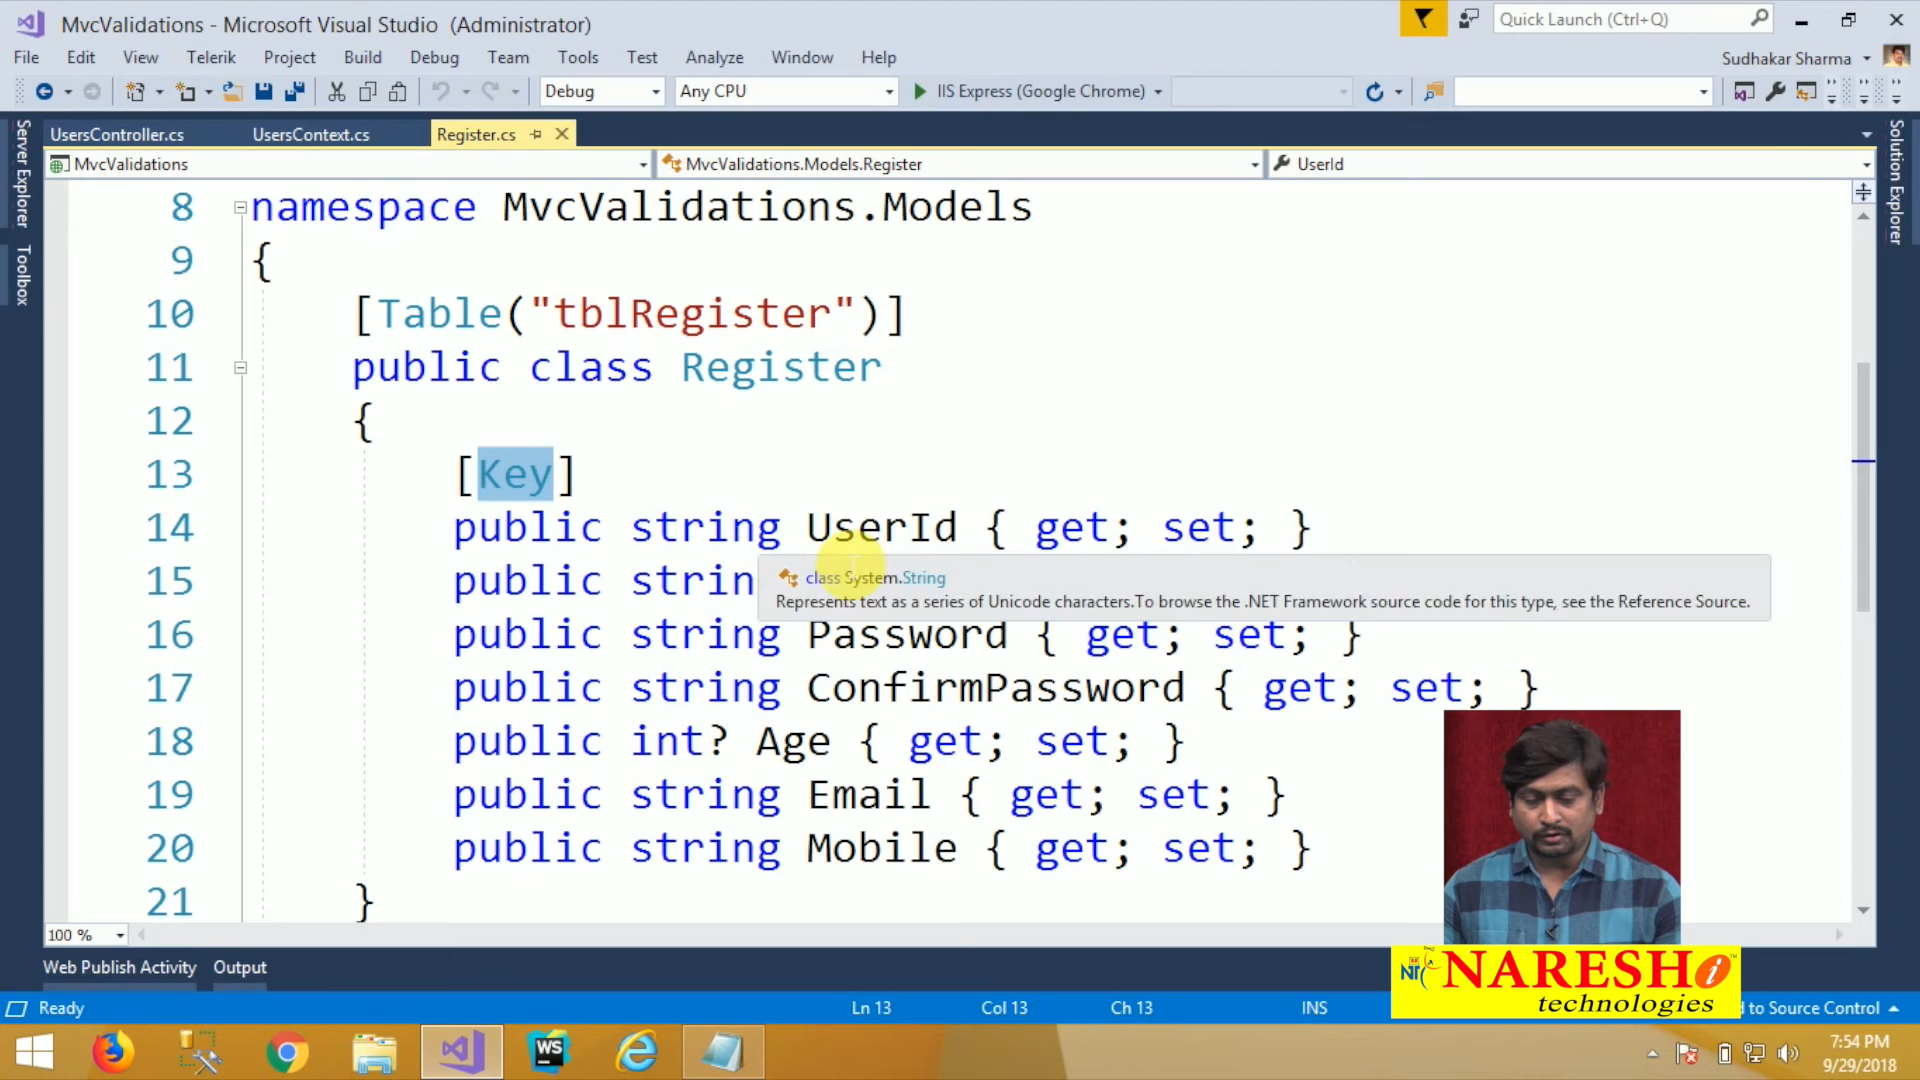 MvcValidations - Microsoft Visual Studio (Administrator)
Quick Launch (Ctrl+Q)
File Edit View Telerik Project Build Debug Team Tools Test Analyze Window Help
Sudhakar Sharma
Debug Any CPU IIS Express (Google Chrome)
Server Explorer
Toolbox
Solution Explorer
UsersController.cs UsersContext.cs Register.cs
MvcValidations MvcValidations.Models.Register UserId
8 namespace MvcValidations.Models
9 {
10 [Table("tblRegister")]
11 public class Register
12 {
13 [Key]
14 public string UserId { get; set; }
15 public strin
class System.String
Represents text as a series of Unicode characters.To browse the .NET Framework source code for this type, see the Reference Source.
16 public string Password { get; set; }
17 public string ConfirmPassword { get; set; }
18 public int? Age { get; set; }
19 public string Email { get; set; }
20 public string Mobile { get; set; }
21 }
100 %
Web Publish Activity Output
NARESH i
technologies
Ready Ln 13 Col 13 Ch 13 INS d to Source Control
WS
7:54 PM
9/29/2018